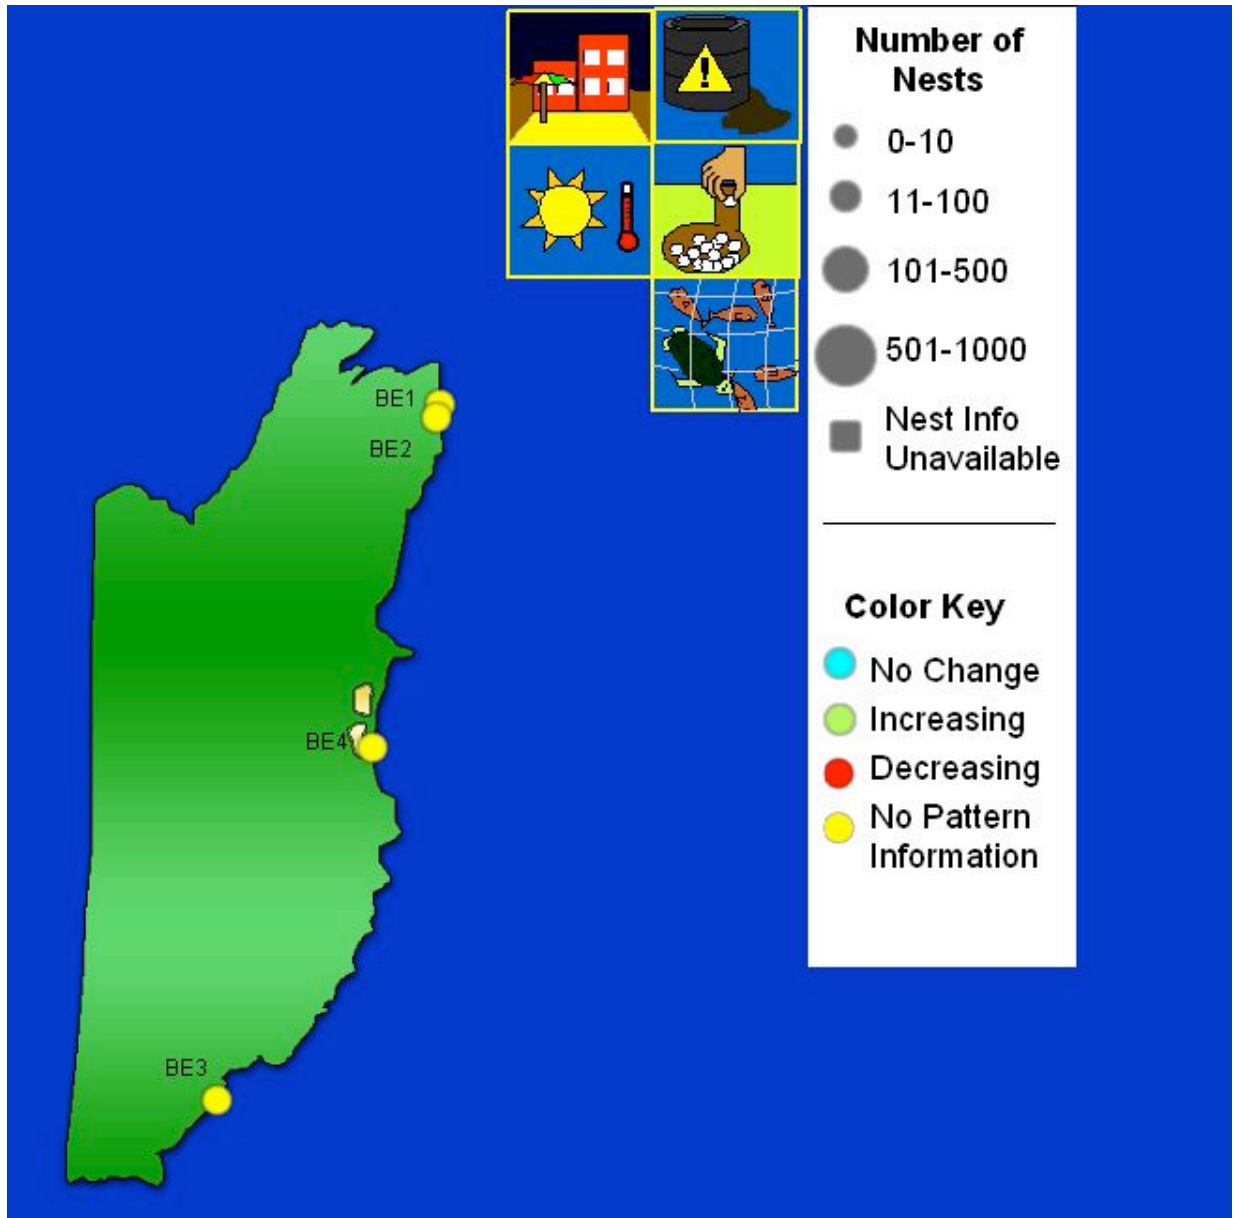 Number of
Nests
0-10
11-100
101-500
501-1000
Nest Info
Unavailable
Color Key
No Change
Increasing
Decreasing
No Pattern
Information
!
BE1
BE2
BE4
BE3